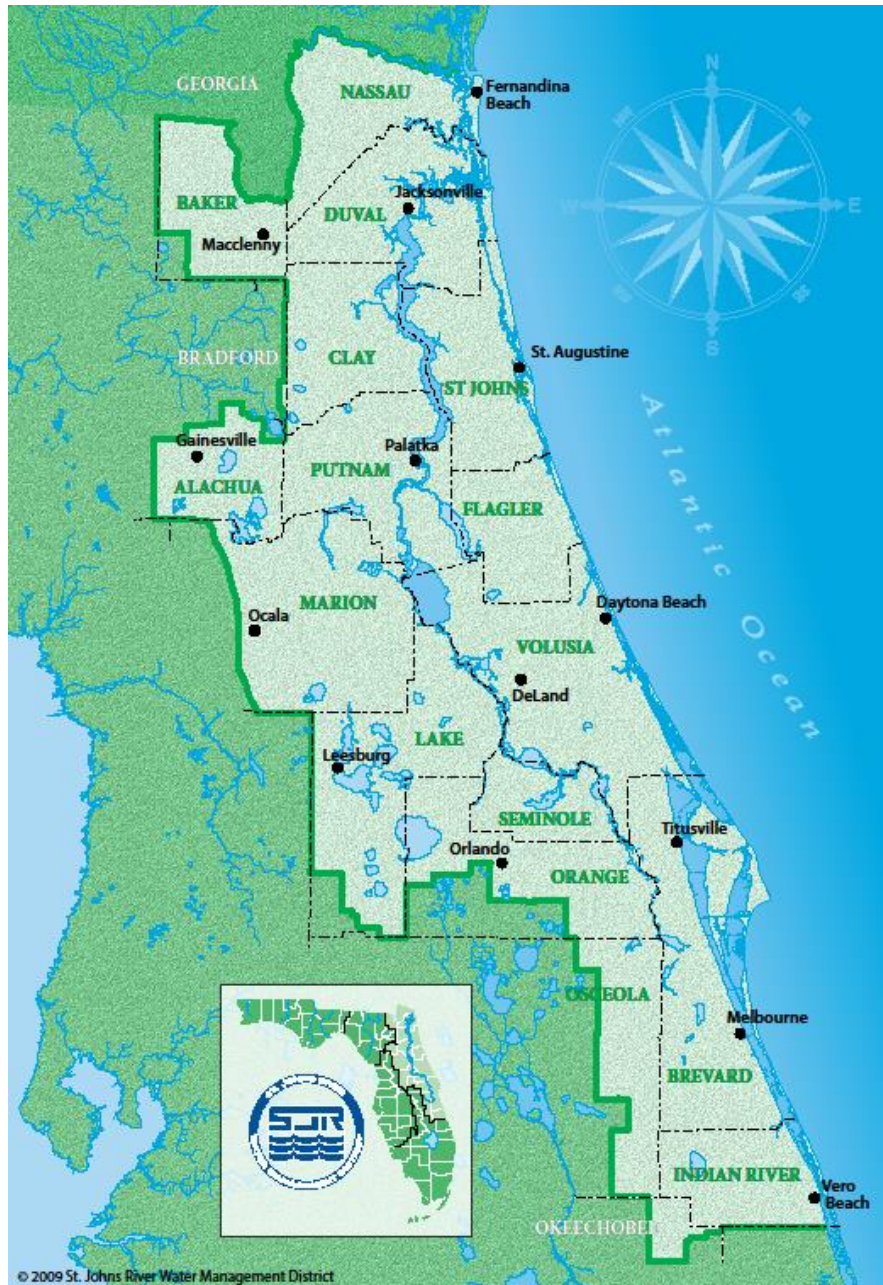 GEORGIA
NASSAU
Fernandina
Beach
N
BAKER
Jacksonville
DUVAL
Macclenny
E
S
BRADFORD
CLAY
St. Augustine
ST JOHNS
Atlantic Ocean
Gainesville
Palatka
ALACHUA
PUTNAM
FLAGLER
MARION
Daytona Beach
Ocala
VOLUSIA
DeLand
LAKE
Leesburg
SEMINOLE
Titusville
Orlando
ORANGE
OSCEOLA
Melbourne
BREVARD
SJR
INDIAN RIVER
Vero
Beach
OKEECHOBEE
© 2009 St. Johns River Water Management District